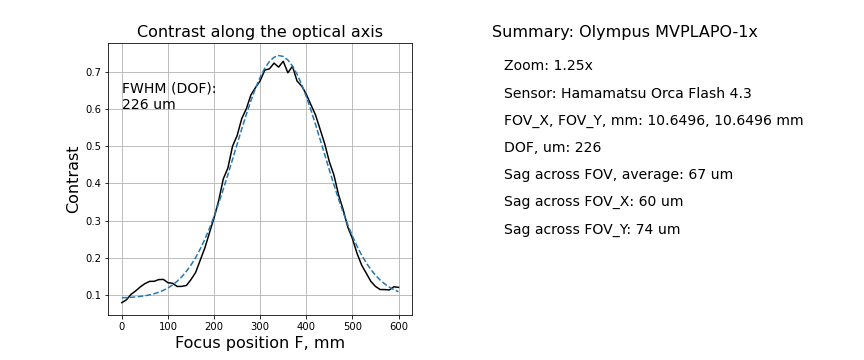 Contrast along the optical axis
FWHM (DOF):
226 um
0.7
0.6
0.5
0.4
0.3
0.2
0.1
Contrast
0 100 200 300 400 500 600
Focus position F, mm
Summary: Olympus MVPLAPO-1x
Zoom: 1.25x
Sensor: Hamamatsu Orca Flash 4.3
FOV_X, FOV_Y, mm: 10.6496, 10.6496 mm
DOF, um: 226
Sag across FOV, average: 67 um
Sag across FOV_X: 60 um
Sag across FOV_Y: 74 um